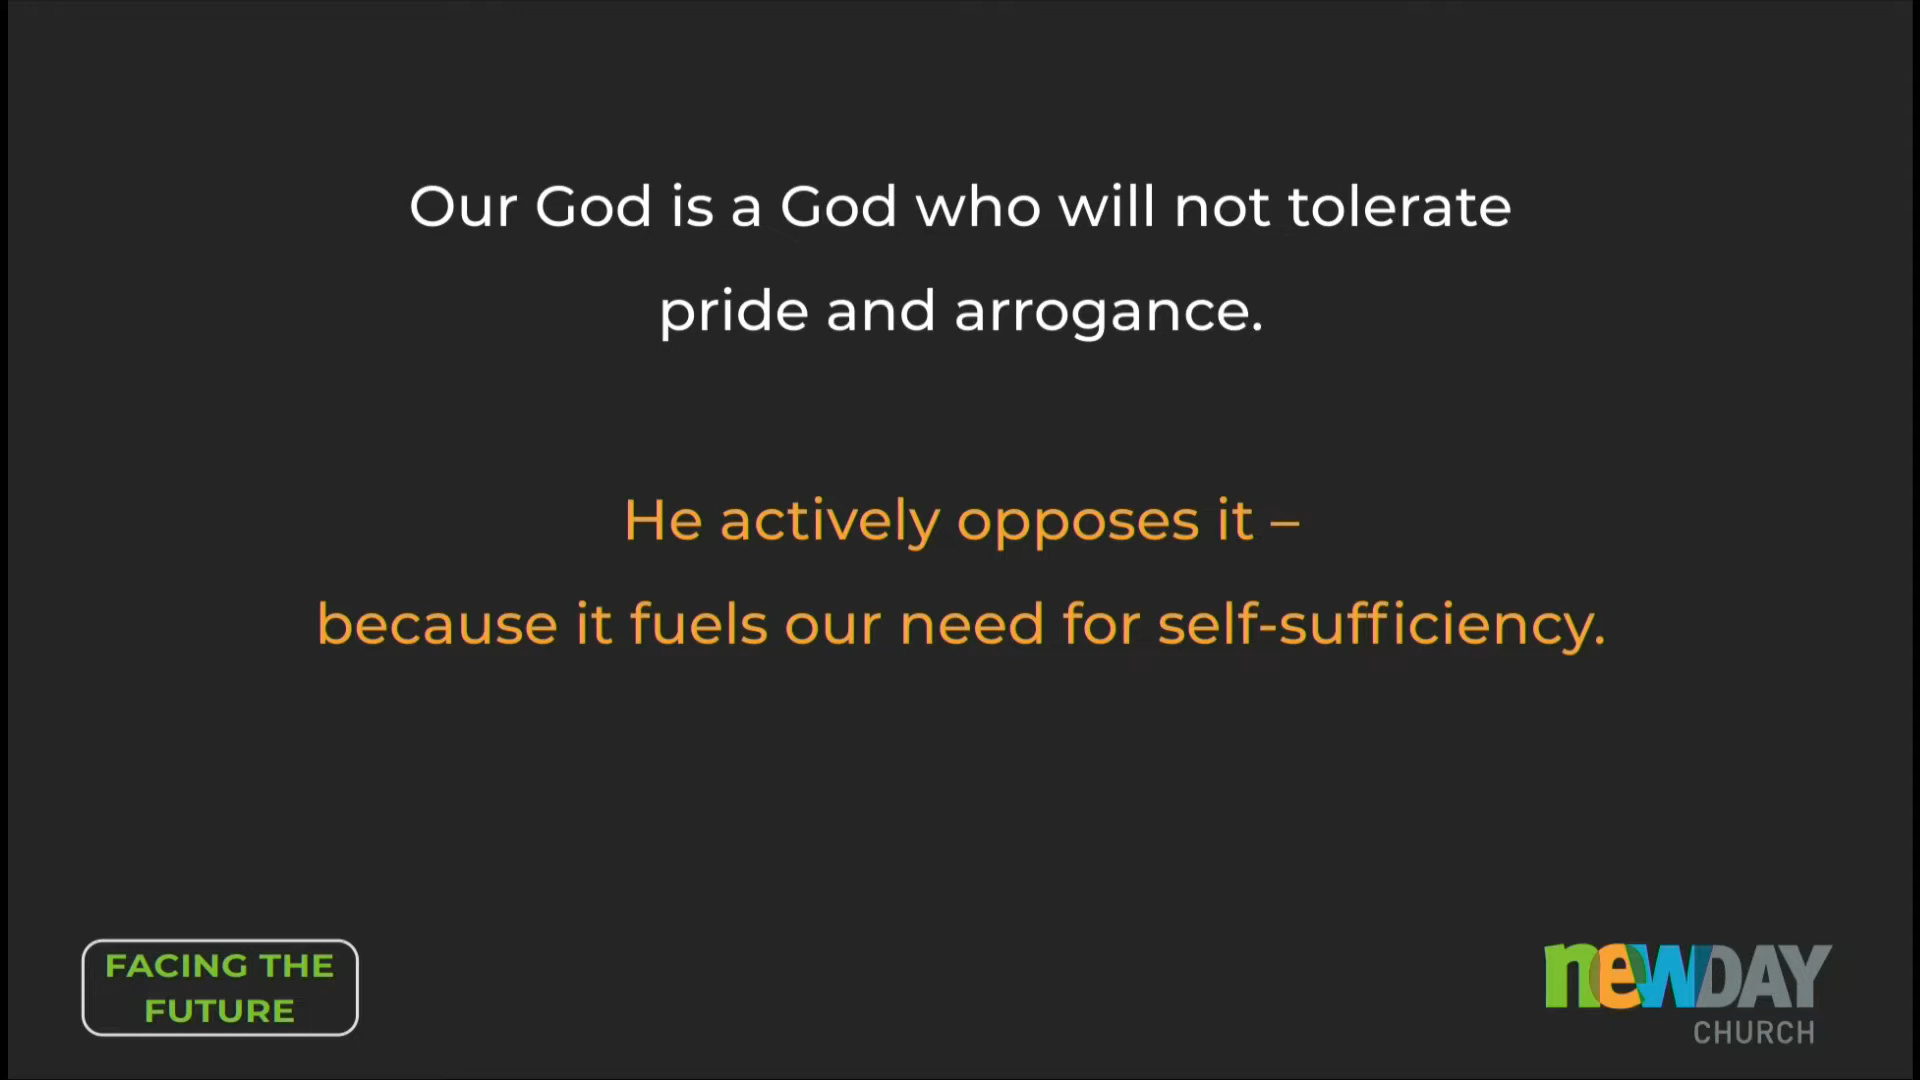 Our God is a God who will not tolerate
pride and arrogance.
He actively opposes it –
because it fuels our need for self-sufficiency.
FACING THE
FUTURE
newDAY
CHURCH